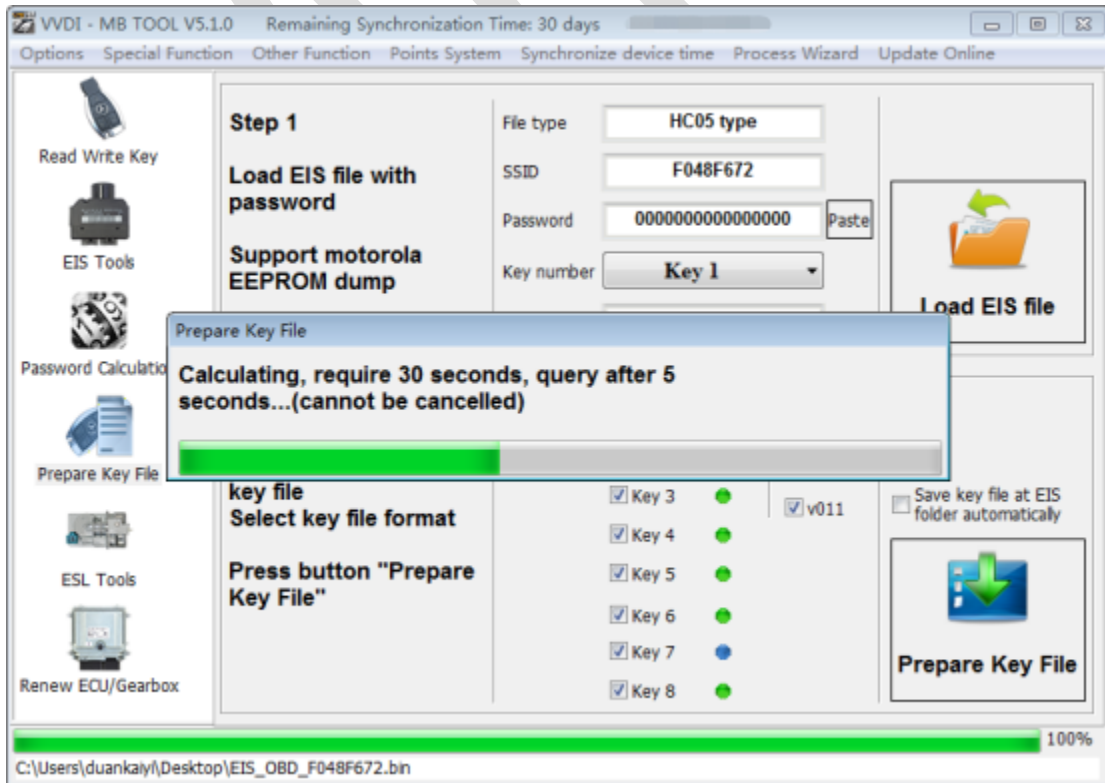 VVDI - MB TOOL V5.1.0 Remaining Synchronization Time: 30 days
Options Special Function Other Function Points System Synchronize device time Process Wizard Update Online
Read Write Key
EIS Tools
Password Calculatio
Prepare Key File
ESL Tools
Renew ECU/Gearbox
Step 1
Load EIS file with
password
Support motorola
EEPROM dump
File type HC05 type
SSID F048F672
Password 0000000000000000 Paste
Key number Key 1
Load EIS file
Prepare Key File
Calculating, require 30 seconds, query after 5
seconds...(cannot be cancelled)
key file
Select key file format
Press button "Prepare
Key File"
Key 3
Key 4
Key 5
Key 6
Key 7
Key 8
v011
Save key file at EIS
folder automatically
Prepare Key File
100%
C:\Users\duankaiyi\Desktop\EIS_OBD_F048F672.bin